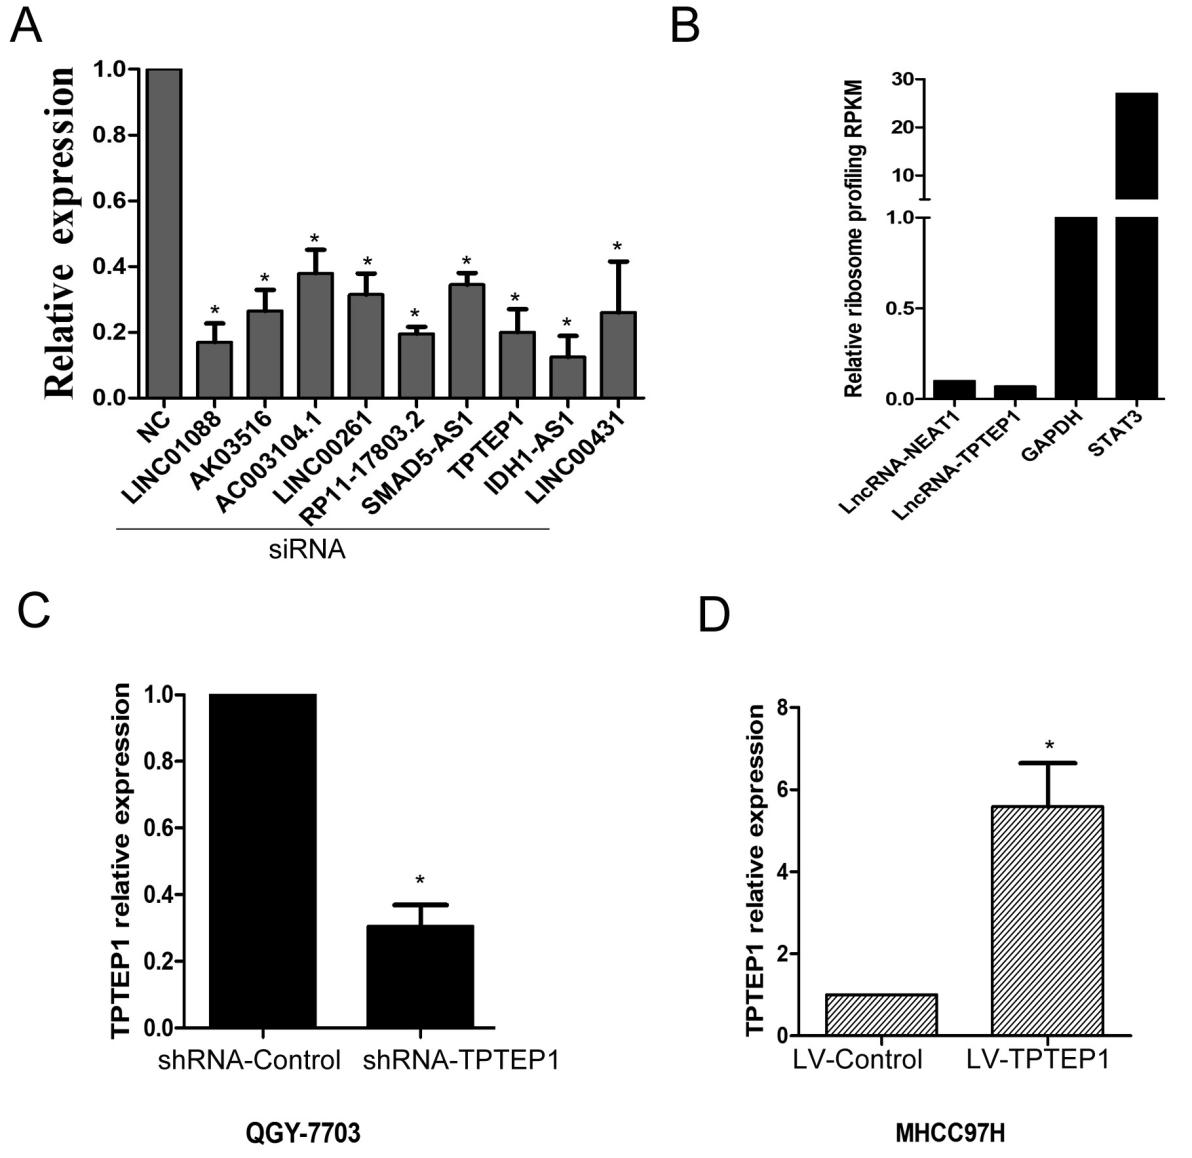 A
Relative expression
1.0
0.8
0.6
0.4
0.2
0.0
* * * * * * * * *
NC
LINC01088
AK03516
AC003104.1
LINC00261
RP11-17803.2
SMAD5-AS1
TPTEP1
IDH1-AS1
LINC00431
siRNA
B
Relative ribosome profiling RPKM
30
20
10
1.0
0.5
0.0
LncRNA-NEAT1
LncRNA-TPTEP1
GAPDH
STAT3
C
TPTEP1 relative expression
1.0
0.8
0.6
0.4
0.2
0.0
*
shRNA-Control
shRNA-TPTEP1
QGY-7703
D
TPTEP1 relative expression
8
6
4
2
0
*
LV-Control
LV-TPTEP1
MHCC97H